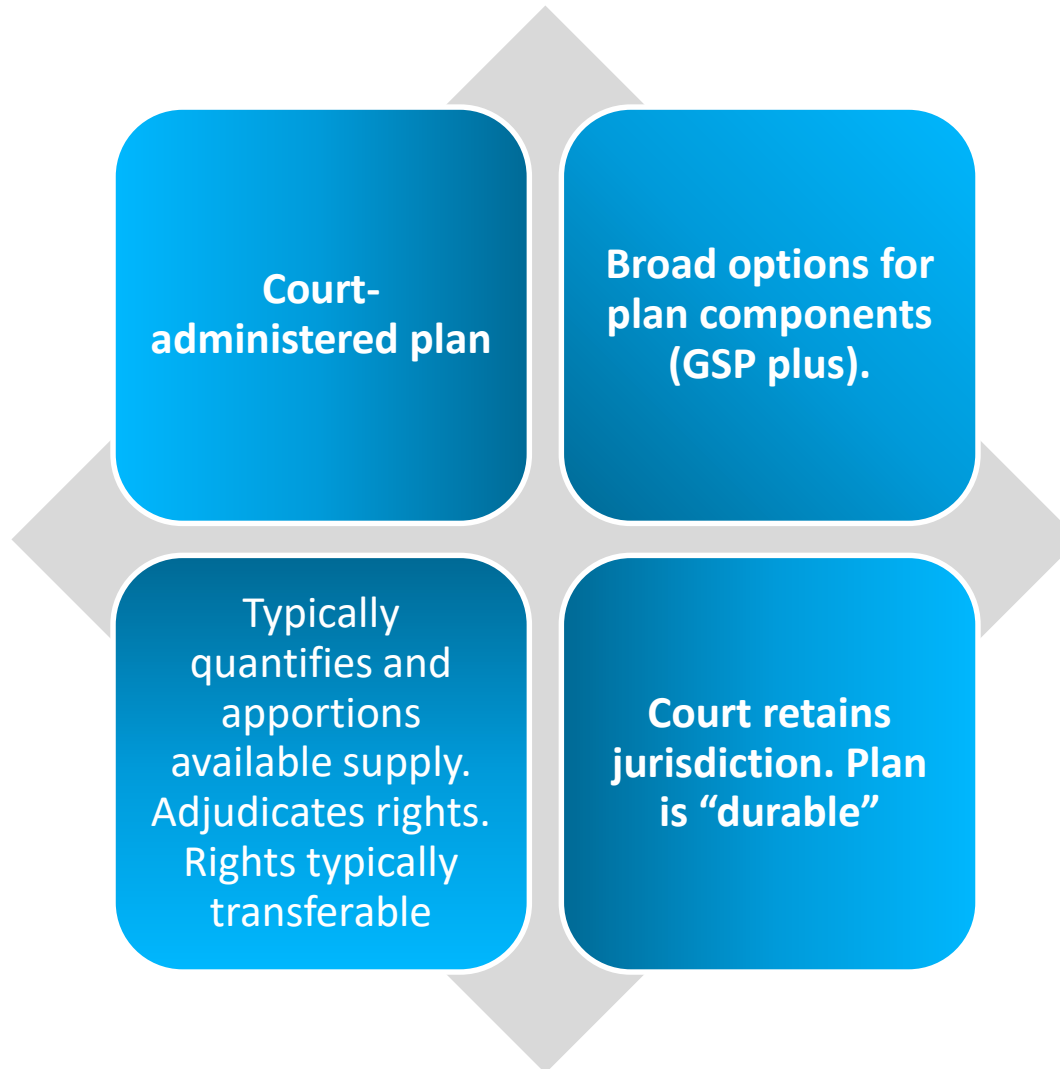 Court-
administered plan
Broad options for
plan components
(GSP plus).
Typically
quantifies and
apportions
available supply.
Adjudicates rights.
Rights typically
transferable
Court retains
jurisdiction. Plan
is “durable”